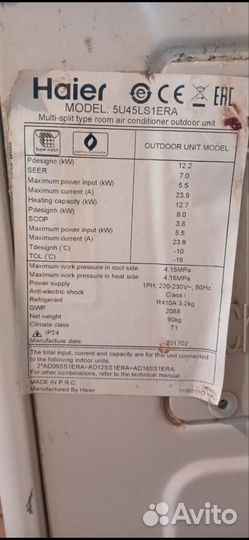 Haier CE EAC
MODEL: 5U45LS1ERA
Multi-split type room air conditioner outdoor unit
OUTDOOR UNIT MODEL
Pdesignc (kW) 12.2
SEER 7.0
Maximum power input (kW) 5.5
Maximum current (A) 23.9
Heating capacity (kW) 12.7
Pdesignh (kW) 9.0
SCOP 3.8
Maximum power input (kW) 5.5
Maximum current (A) 23.9
Tdesignh (°C) -10
TOL (°C) -15
Maximum work pressure in cool side 4,15MPa
Maximum work pressure in heat side 4,15MPa
Power supply 1PH, 220-230V~, 50Hz
Anti-electric shock Class I
Refrigerant R410A 3.2kg
GWP 2088
Net weight 90kg
Climate class T1
IP24
Manufacture date 201702
The total input, current and capacity are for this unit connected
to the following indoor units.
2*AD09SS1ERA+AD12SS1ERA+AD18SS1ERA
For other combinations, refer to the technical manual.
MADE IN P.R.C
Manufactured By Haier
Avito